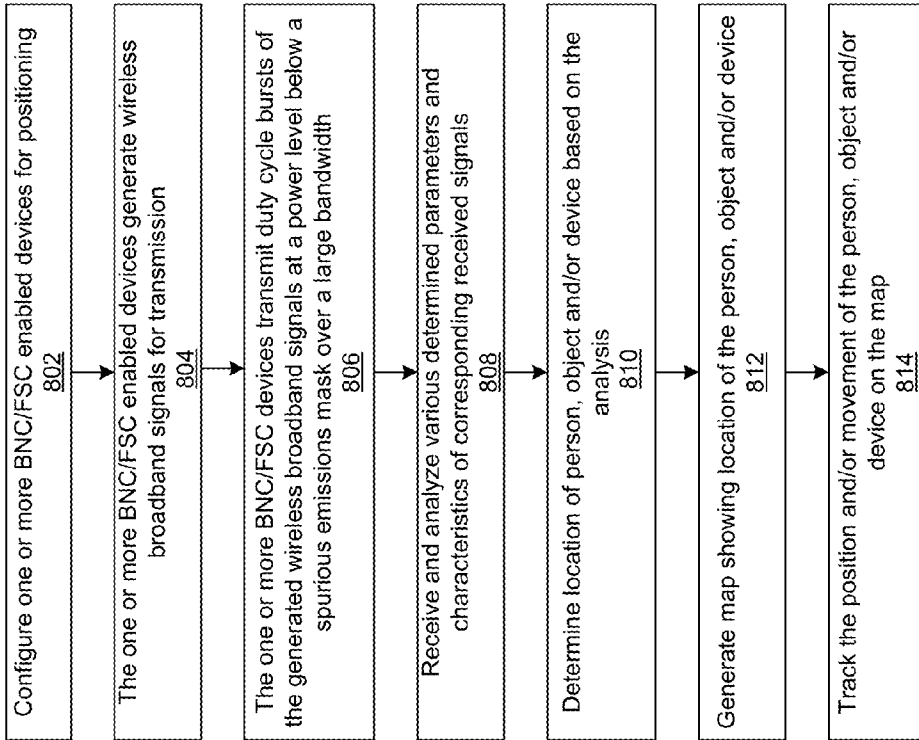 Configure one or more BNC/FSC enabled devices for positioning
802
The one or more BNC/FSC enabled devices generate wireless
broadband signals for transmission
804
The one or more BNC/FSC devices transmit duty cycle bursts of
the generated wireless broadband signals at a power level below a
spurious emissions mask over a large bandwidth
806
Receive and analyze various determined parameters and
characteristics of corresponding received signals
808
Determine location of person, object and/or device based on the
analysis
810
Generate map showing location of the person, object and/or device
812
Track the position and/or movement of the person, object and/or
device on the map
814